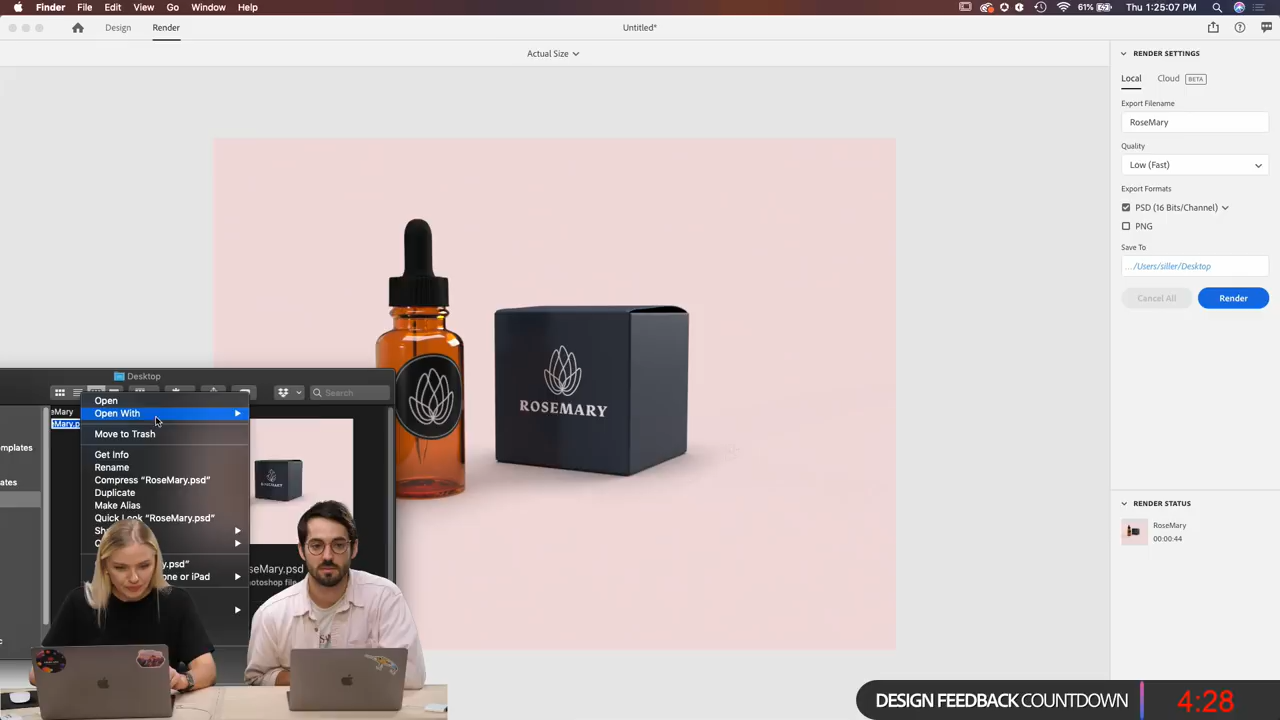 Finder File Edit View Go Window Help
61% Thu 1:25:07 PM
Design Render Untitled*
Actual Size
RENDER SETTINGS
Local Cloud BETA
Export Filename
RoseMary
Quality
Low (Fast)
Export Formats
PSD (16 Bits/Channel)
PNG
Save To
.../Users/siller/Desktop
Cancel All Render
ROSEMARY
Desktop
Search
eMary
eMary.p
mplates
ates
Open
Open With
Move to Trash
Get Info
Rename
Compress “RoseMary.psd”
Duplicate
Make Alias
Quick Look “RoseMary.psd”
Sh
y.psd”
one or iPad
seMary.psd
otoshop file
RENDER STATUS
RoseMary
00:00:44
DESIGN FEEDBACK COUNTDOWN 4:28